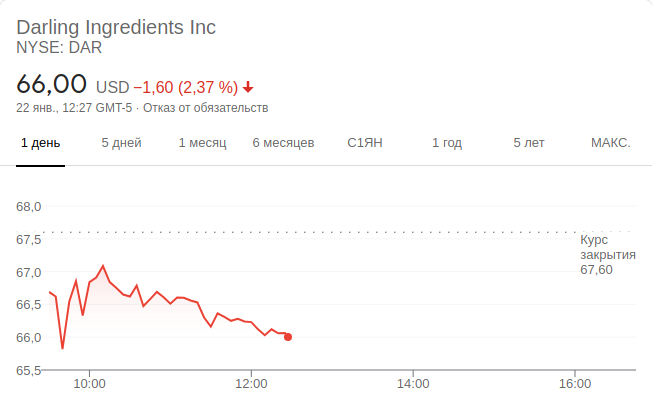 Darling Ingredients Inc
NYSE: DAR
66,00 USD −1,60 (2,37 %)
22 янв., 12:27 GMT-5 · Отказ от обязательств
1 день 5 дней 1 месяц 6 месяцев С1ЯН 1 год 5 лет МАКС.
68,0
67,5
Курс
закрытия
67,60
67,0
66,5
66,0
65,5
10:00 12:00 14:00 16:00